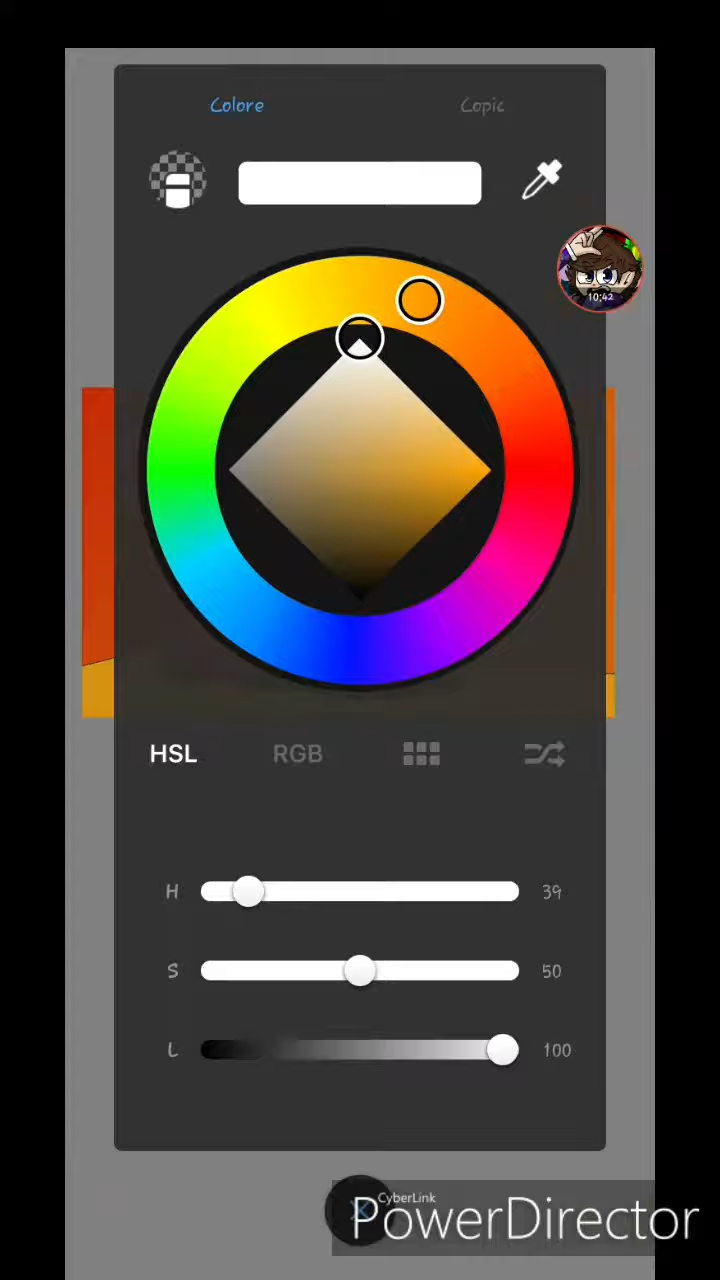 Colore Copic
10:42
HSL RGB
H 39
S 50
L 100
CyberLink
PowerDirector